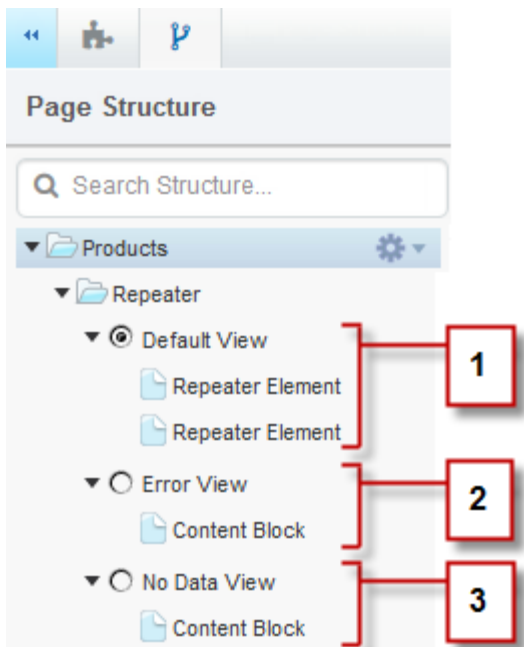 Page Structure
Search Structure...
Products
Repeater
Default View
1
Repeater Element
Repeater Element
Error View
2
Content Block
No Data View
3
Content Block